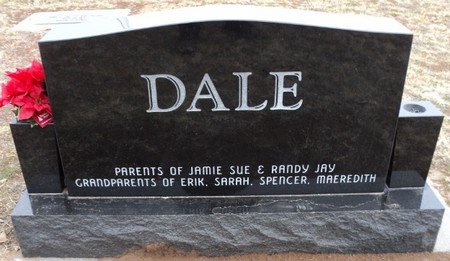 DALE
PARENTS OF JAMIE SUE & RANDY JAY
GRANDPARENTS OF ERIK, SARAH, SPENCER, MAEREDITH